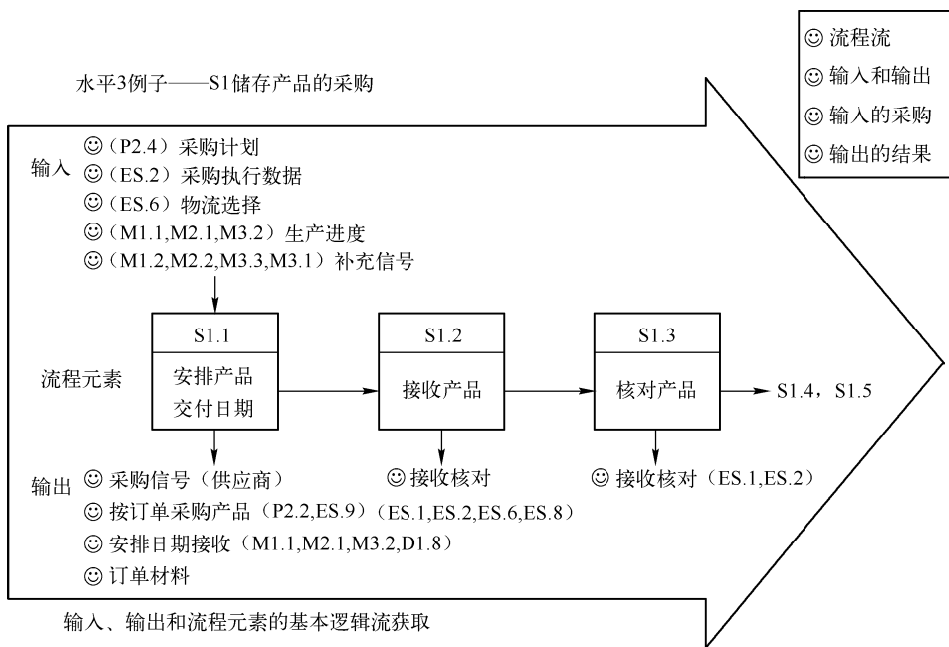 水平3例子——S1储存产品的采购
流程流
输入和输出
输入的采购
输出的结果
输入
(P2.4) 采购计划
(ES.2) 采购执行数据
(ES.6) 物流选择
(M1.1,M2.1,M3.2) 生产进度
(M1.2,M2.2,M3.3,M3.1) 补充信号
流程元素
S1.1
安排产品
交付日期
S1.2
接收产品
S1.3
核对产品
S1.4, S1.5
输出
采购信号（供应商）
接收核对
接收核对 (ES.1,ES.2)
按订单采购产品 (P2.2,ES.9) (ES.1,ES.2,ES.6,ES.8)
安排日期接收 (M1.1,M2.1,M3.2,D1.8)
订单材料
输入、输出和流程元素的基本逻辑流获取